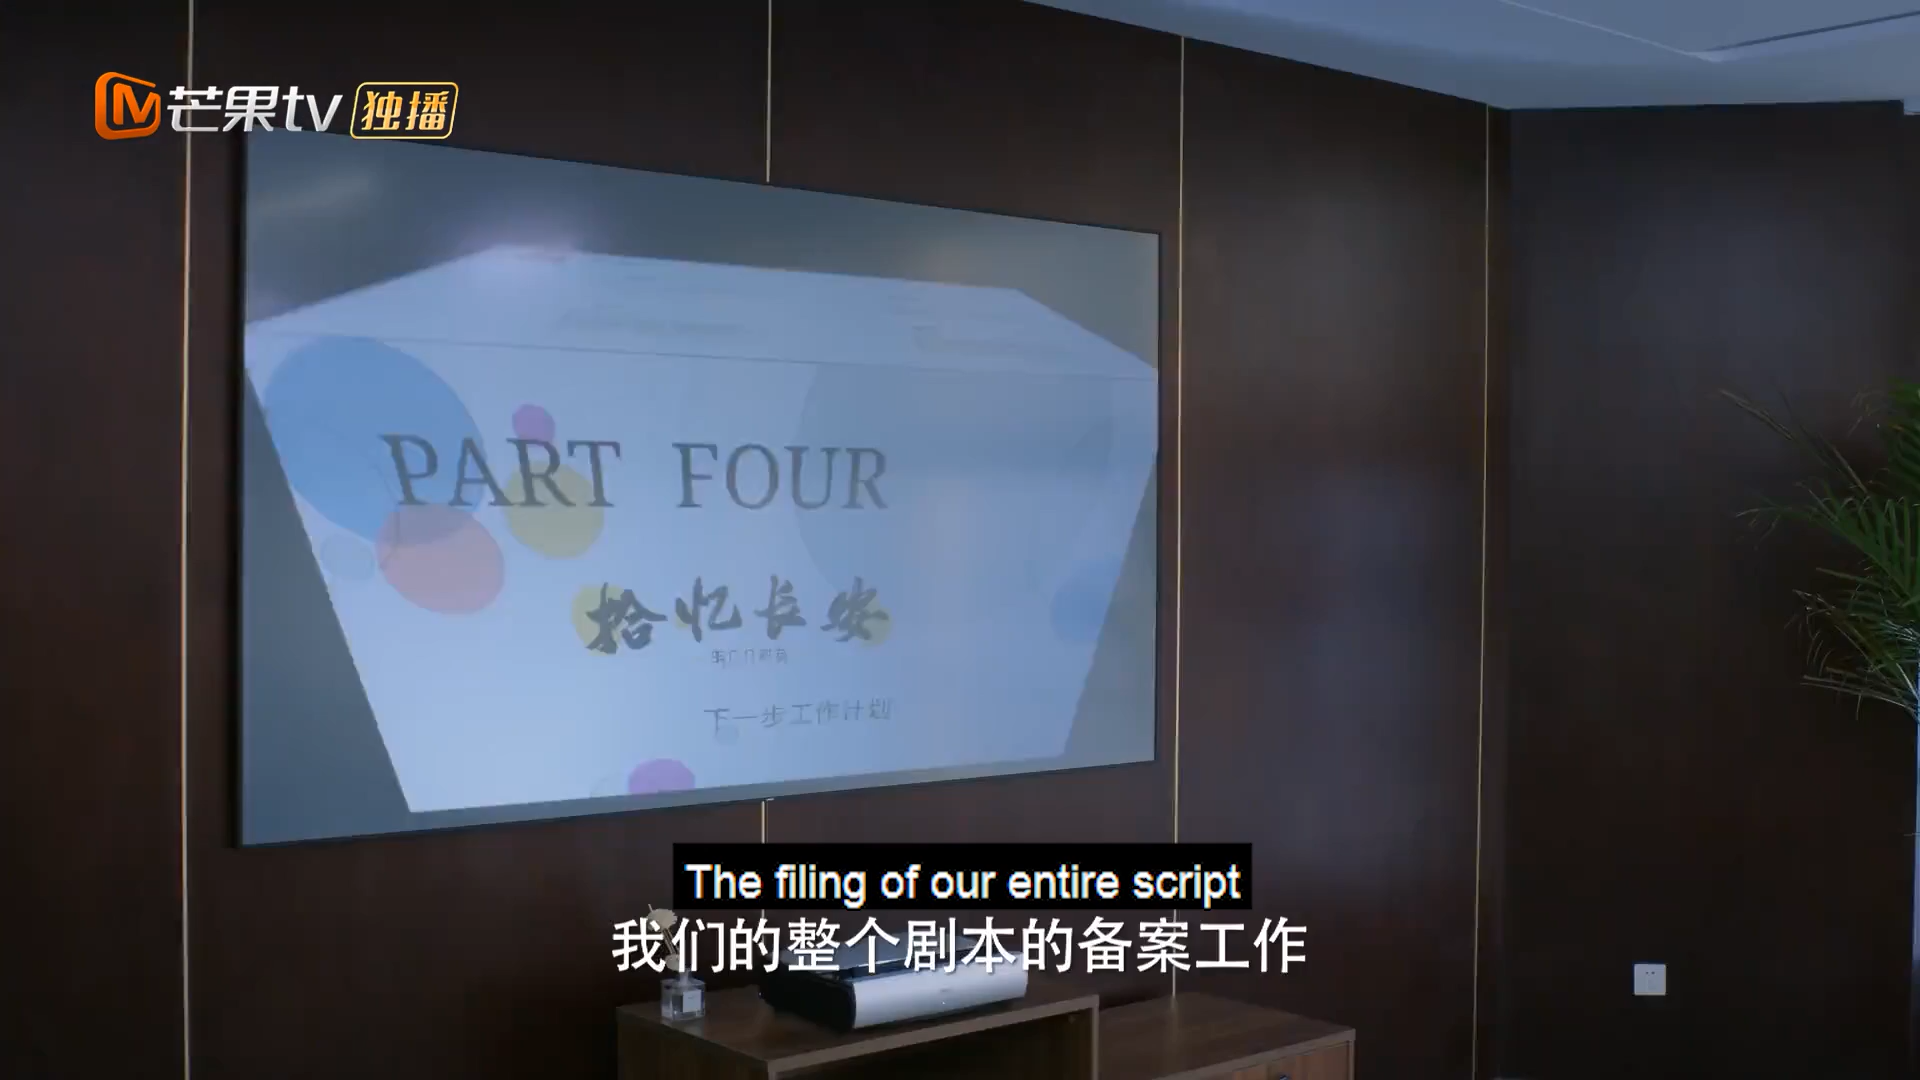 芒果tv 独播
PART FOUR
拾忆长安
下一步工作计划
The filing of our entire script
我们的整个剧本的备案工作